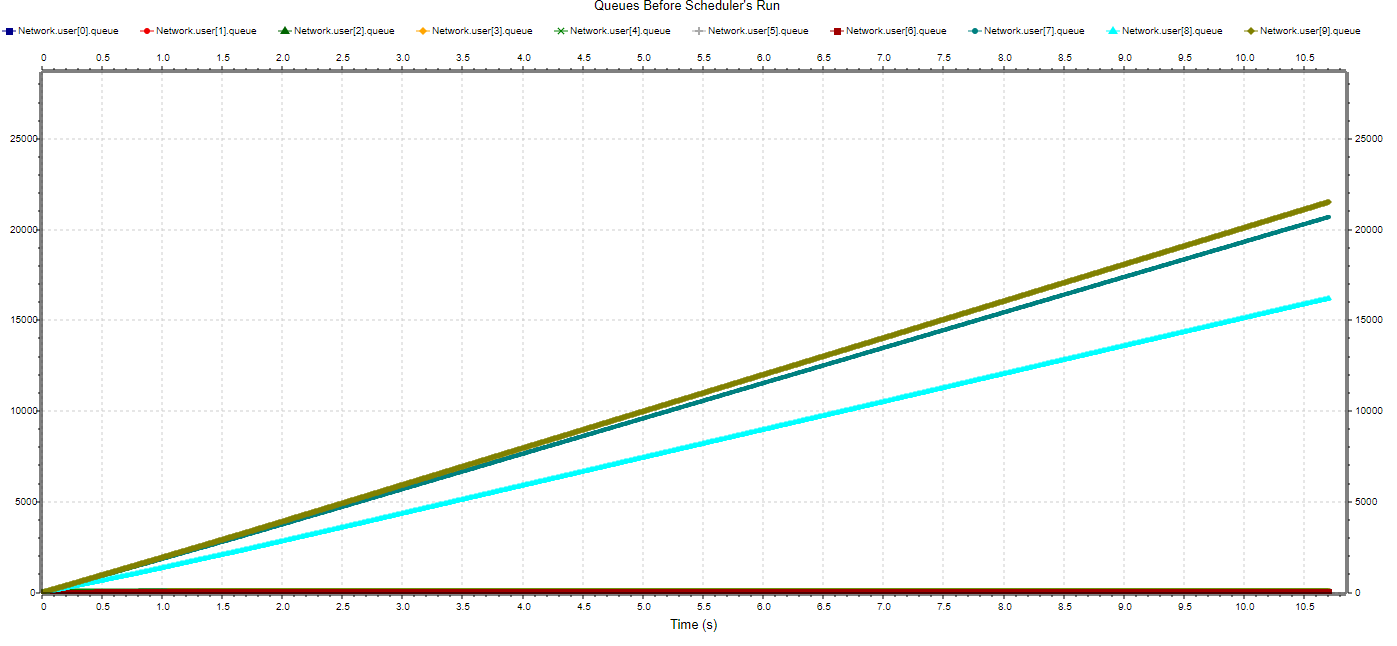 Queues Before Scheduler's Run
Network.user[0].queue Network.user[1].queue Network.user[2].queue Network.user[3].queue Network.user[4].queue Network.user[5].queue Network.user[6].queue Network.user[7].queue Network.user[8].queue Network.user[9].queue
0 0.5 1.0 1.5 2.0 2.5 3.0 3.5 4.0 4.5 5.0 5.5 6.0 6.5 7.0 7.5 8.0 8.5 9.0 9.5 10.0 10.5
25000 25000
20000 20000
15000 15000
10000 10000
5000 5000
0 0
0 0.5 1.0 1.5 2.0 2.5 3.0 3.5 4.0 4.5 5.0 5.5 6.0 6.5 7.0 7.5 8.0 8.5 9.0 9.5 10.0 10.5
Time (s)